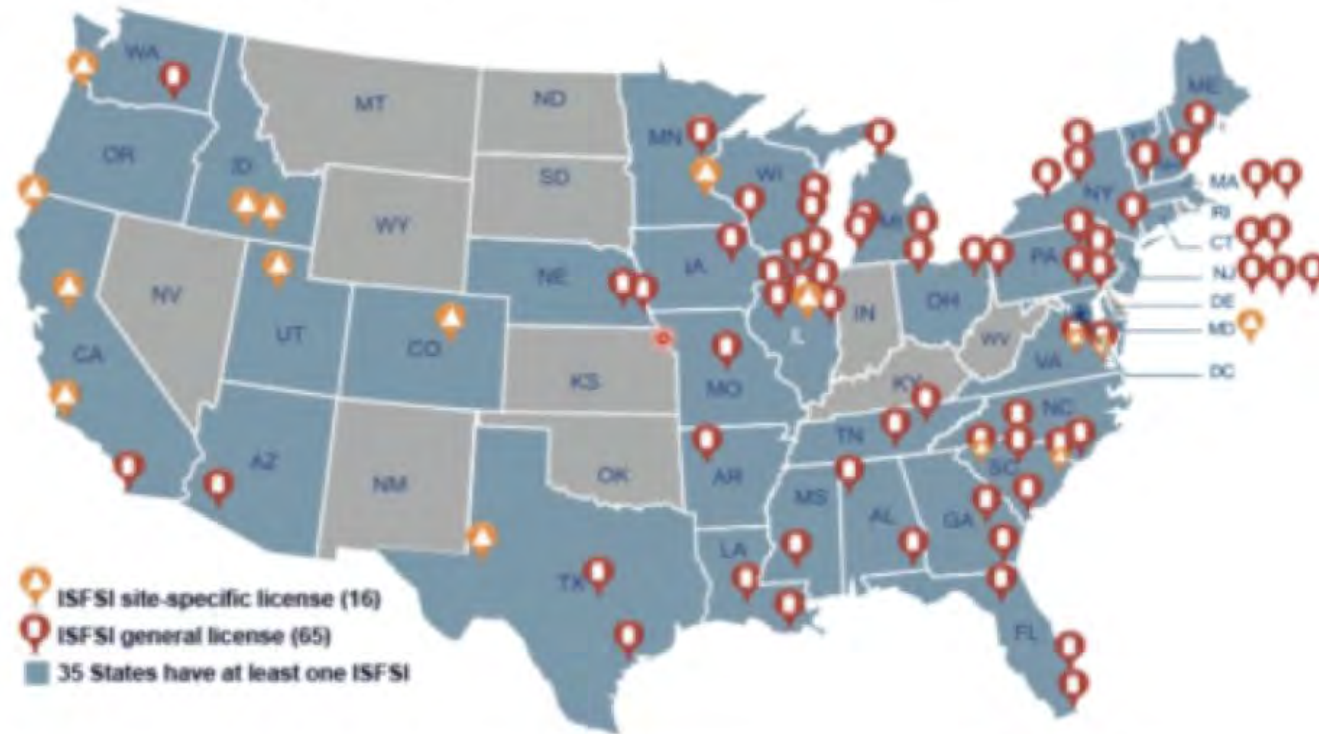 WA
MT
ND
MN
ME
OR
ID
SD
WI
NY
MA
RI
WY
MI
CT
NE
IA
PA
NJ
NV
OH
DE
UT
CO
IL
IN
WV
MD
CA
KS
MO
VA
DC
KY
AZ
NM
OK
TN
NC
AR
SC
MS
AL
GA
LA
TX
FL
ISFSI site-specific license (16)
ISFSI general license (65)
35 States have at least one ISFSI